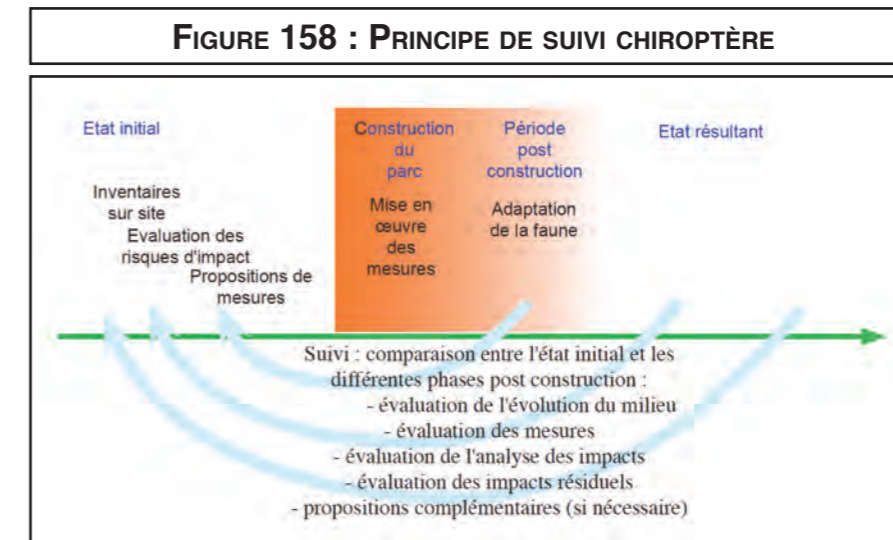 FIGURE 158 : PRINCIPE DE SUIVI CHIROPTÈRE
Etat initial
Inventaires
sur site
Evaluation des
risques d'impact
Propositions de
mesures
Construction
du
parc
Mise en
œuvre
des
mesures
Période
post
construction
Adaptation
de la faune
Etat résultant
Suivi : comparaison entre l'état initial et les
différentes phases post construction :
- évaluation de l'évolution du milieu
- évaluation des mesures
- évaluation de l'analyse des impacts
- évaluation des impacts résiduels
- propositions complémentaires (si nécessaire)